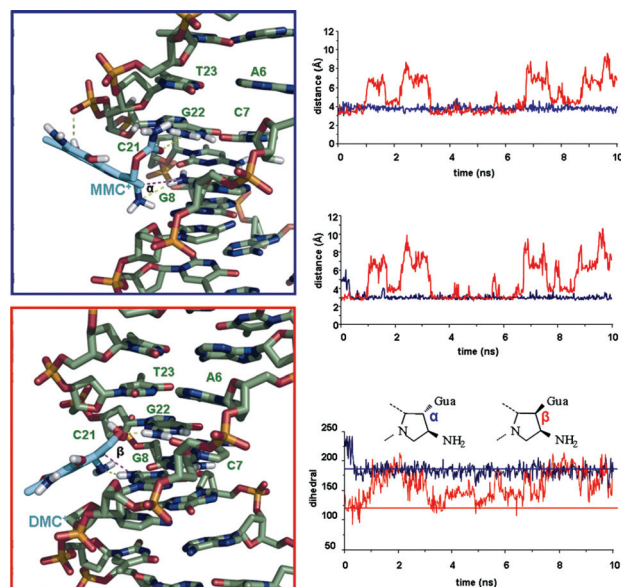 T23
A6
G22
C7
C21
MMC⁺
α
G8
T23
A6
G22
C21
β
G8
C7
DMC
distance (Å)
12
10
8
6
4
2
0
0
2
4
6
8
10
time (ns)
distance (Å)
12
10
8
6
4
2
0
0
2
4
6
8
10
time (ns)
Gua
α
N
NH₂
Gua
β
N
NH₂
dihedral
250
200
150
100
50
0
2
4
6
8
10
time (ns)